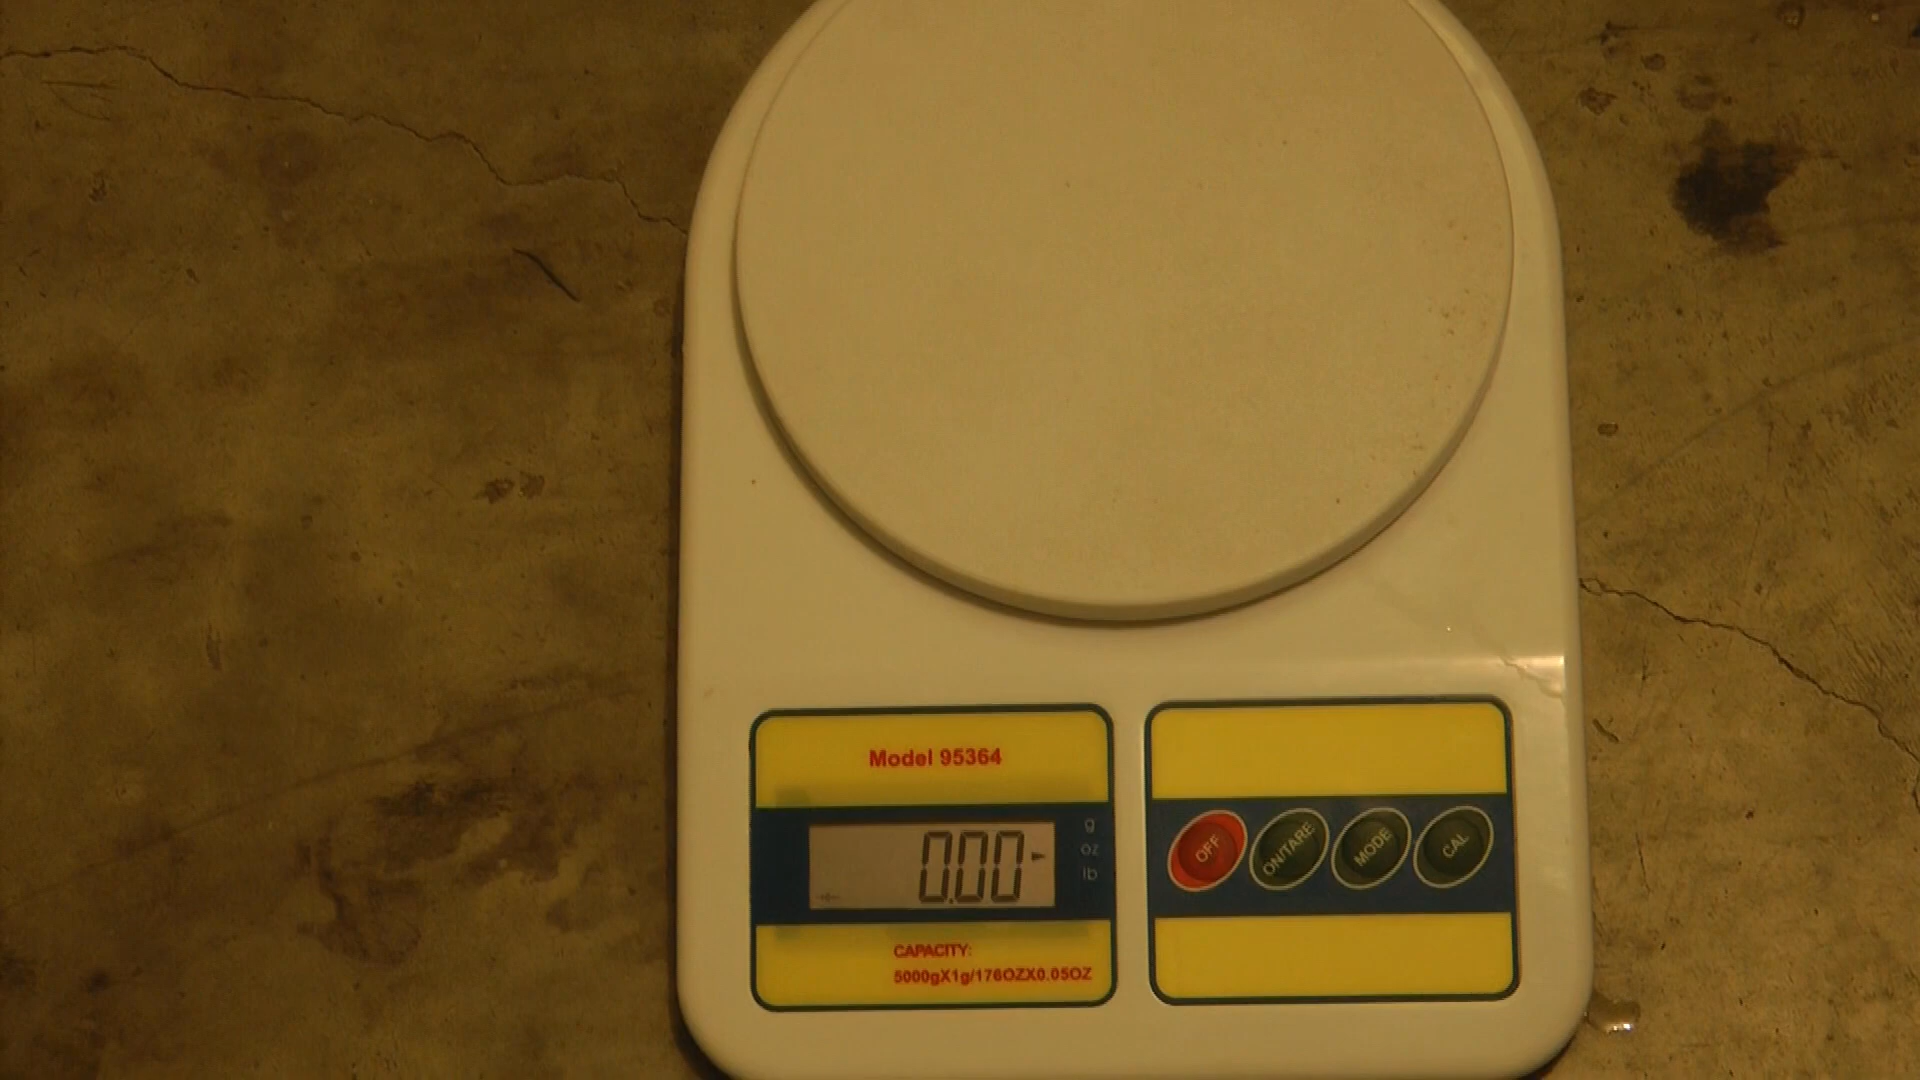 Model 95364
0.00
g
oz
lb
CAPACITY:
5000gX1g/176OZX0.05OZ
OFF
ON/TARE
MODE
CAL